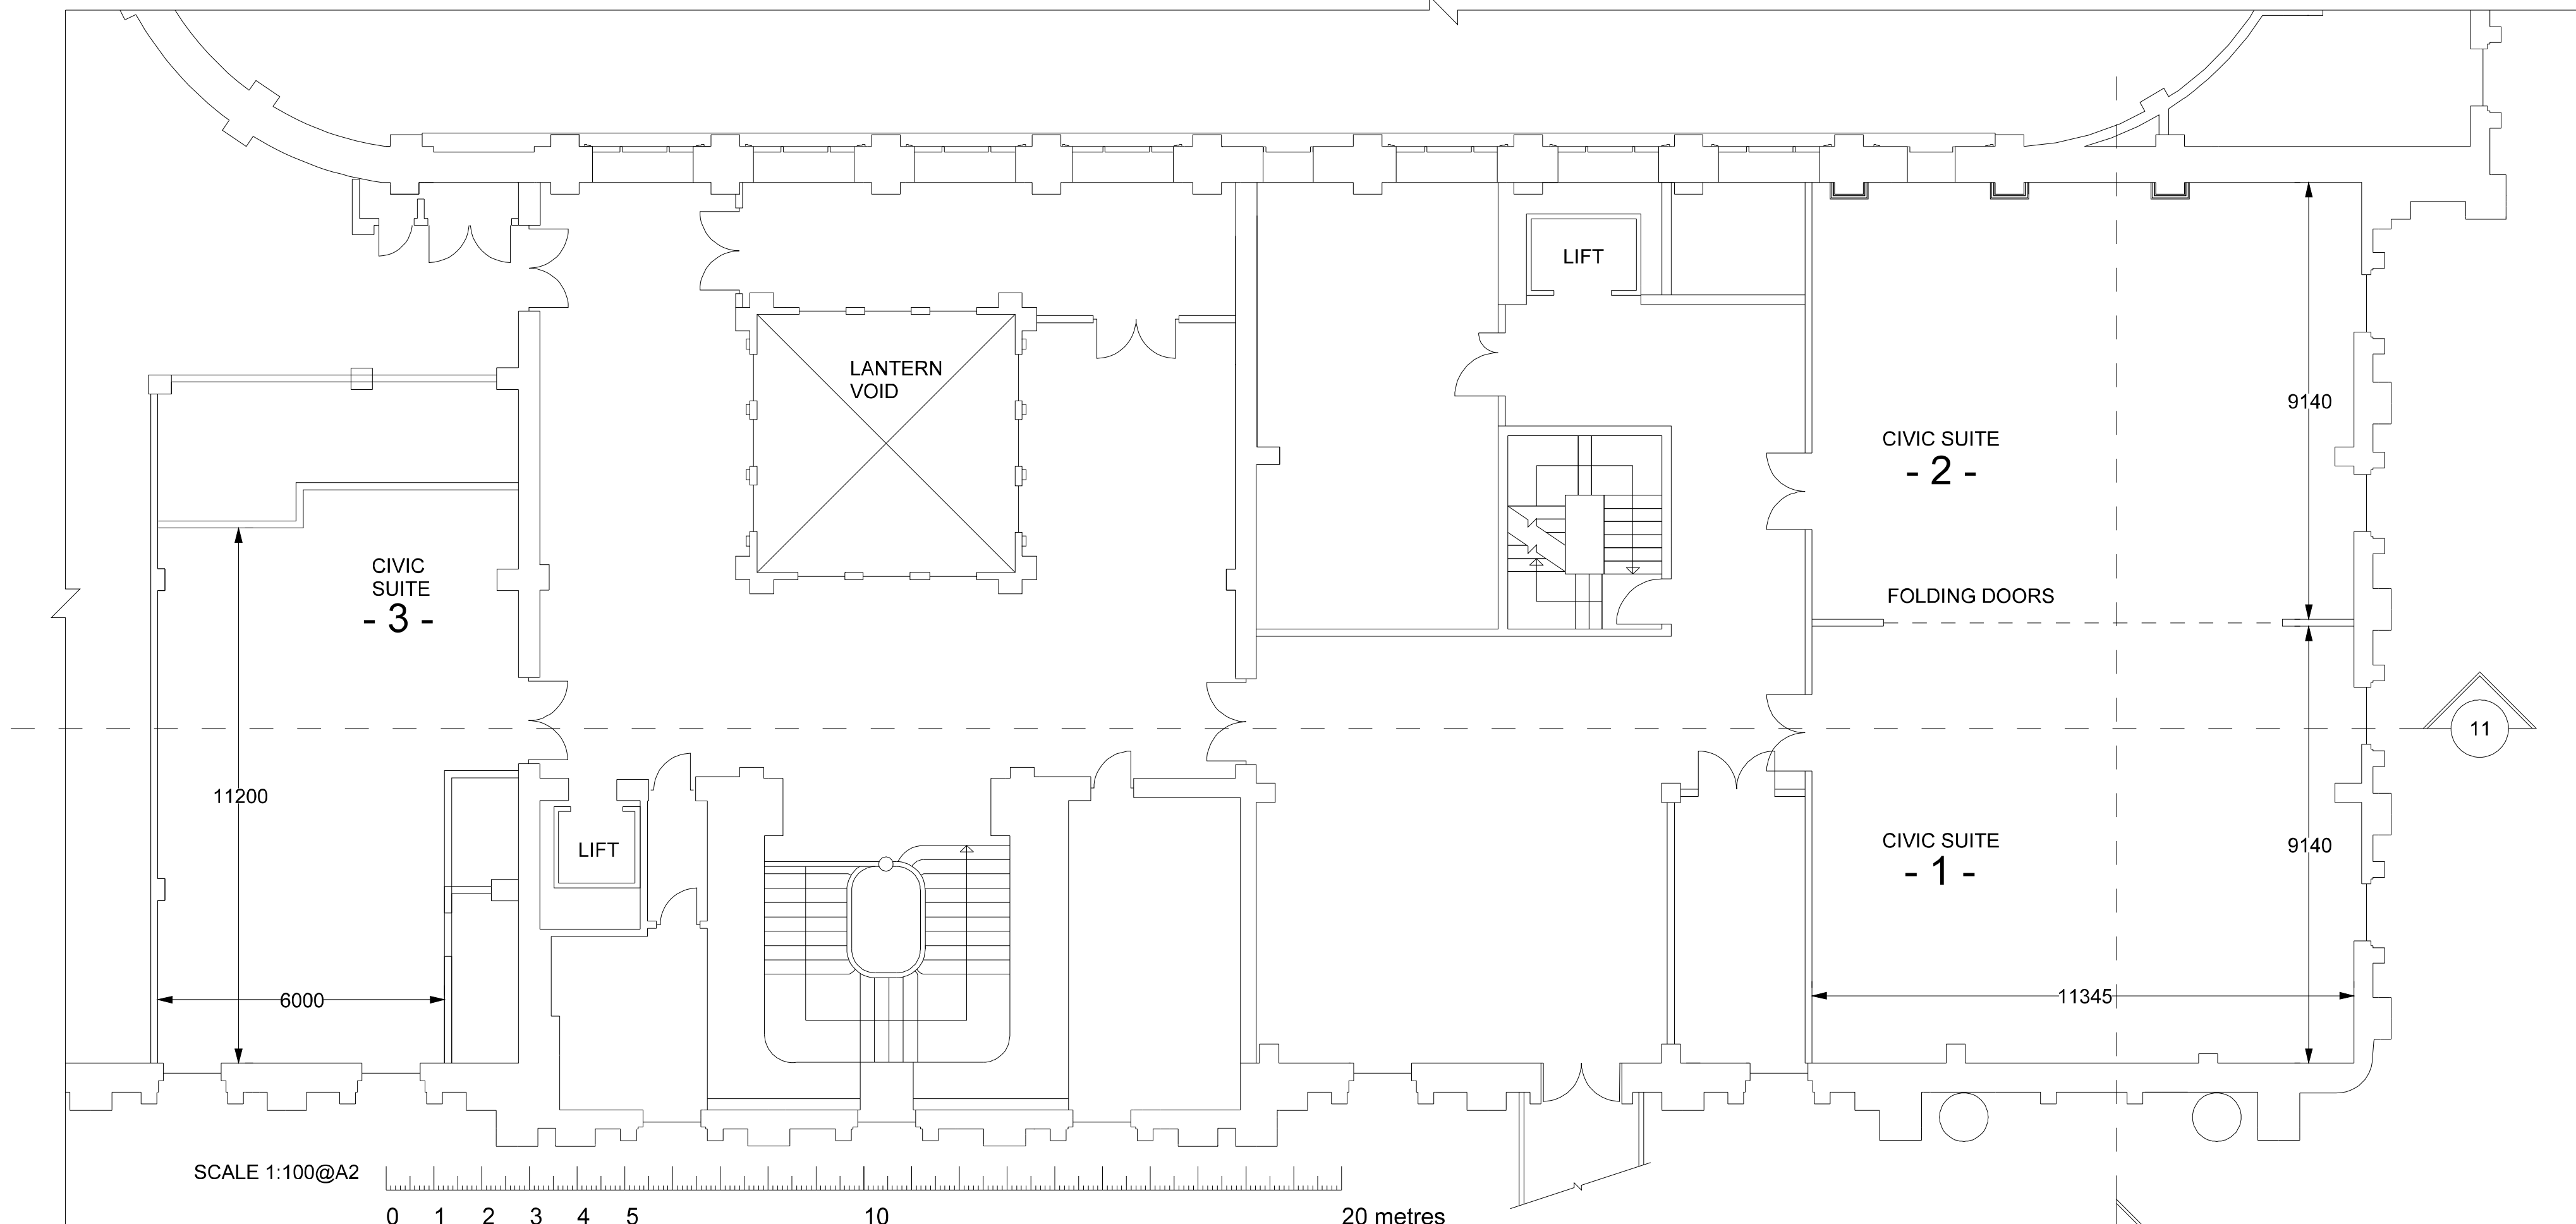 LIFT
LANTERN
VOID
9140
CIVIC SUITE
- 2 -
CIVIC
SUITE
- 3 -
FOLDING DOORS
11
11200
LIFT
CIVIC SUITE
- 1 -
9140
6000
11345
SCALE 1:100@A2
0 1 2 3 4 5 10 20 metres